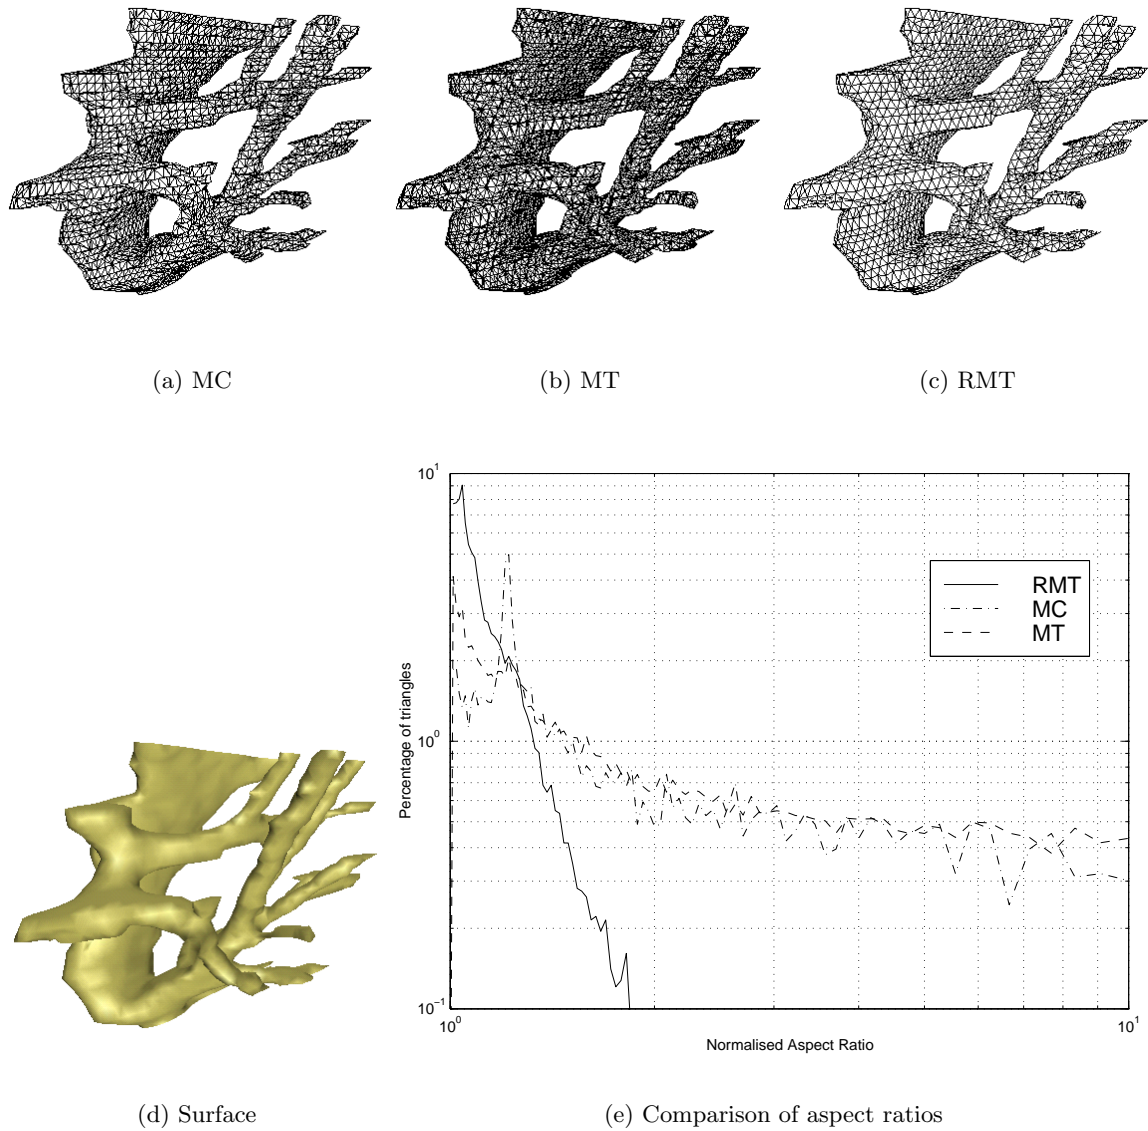 (a) MC
(b) MT
(c) RMT
10^1
10^0
10^-1
Percentage of triangles
RMT
MC
MT
10^0
10^1
Normalised Aspect Ratio
(d) Surface
(e) Comparison of aspect ratios